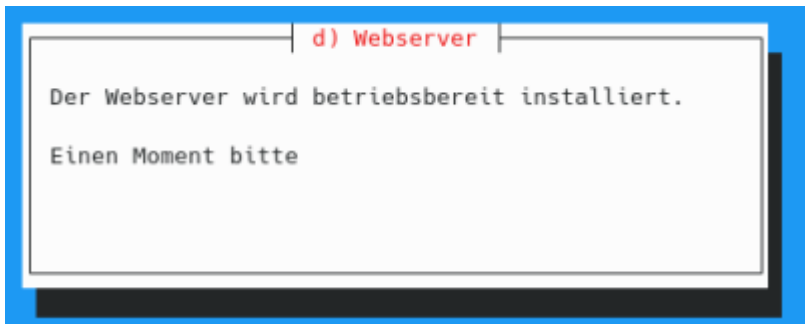 d) Webserver
Der Webserver wird betriebsbereit installiert.
Einen Moment bitte